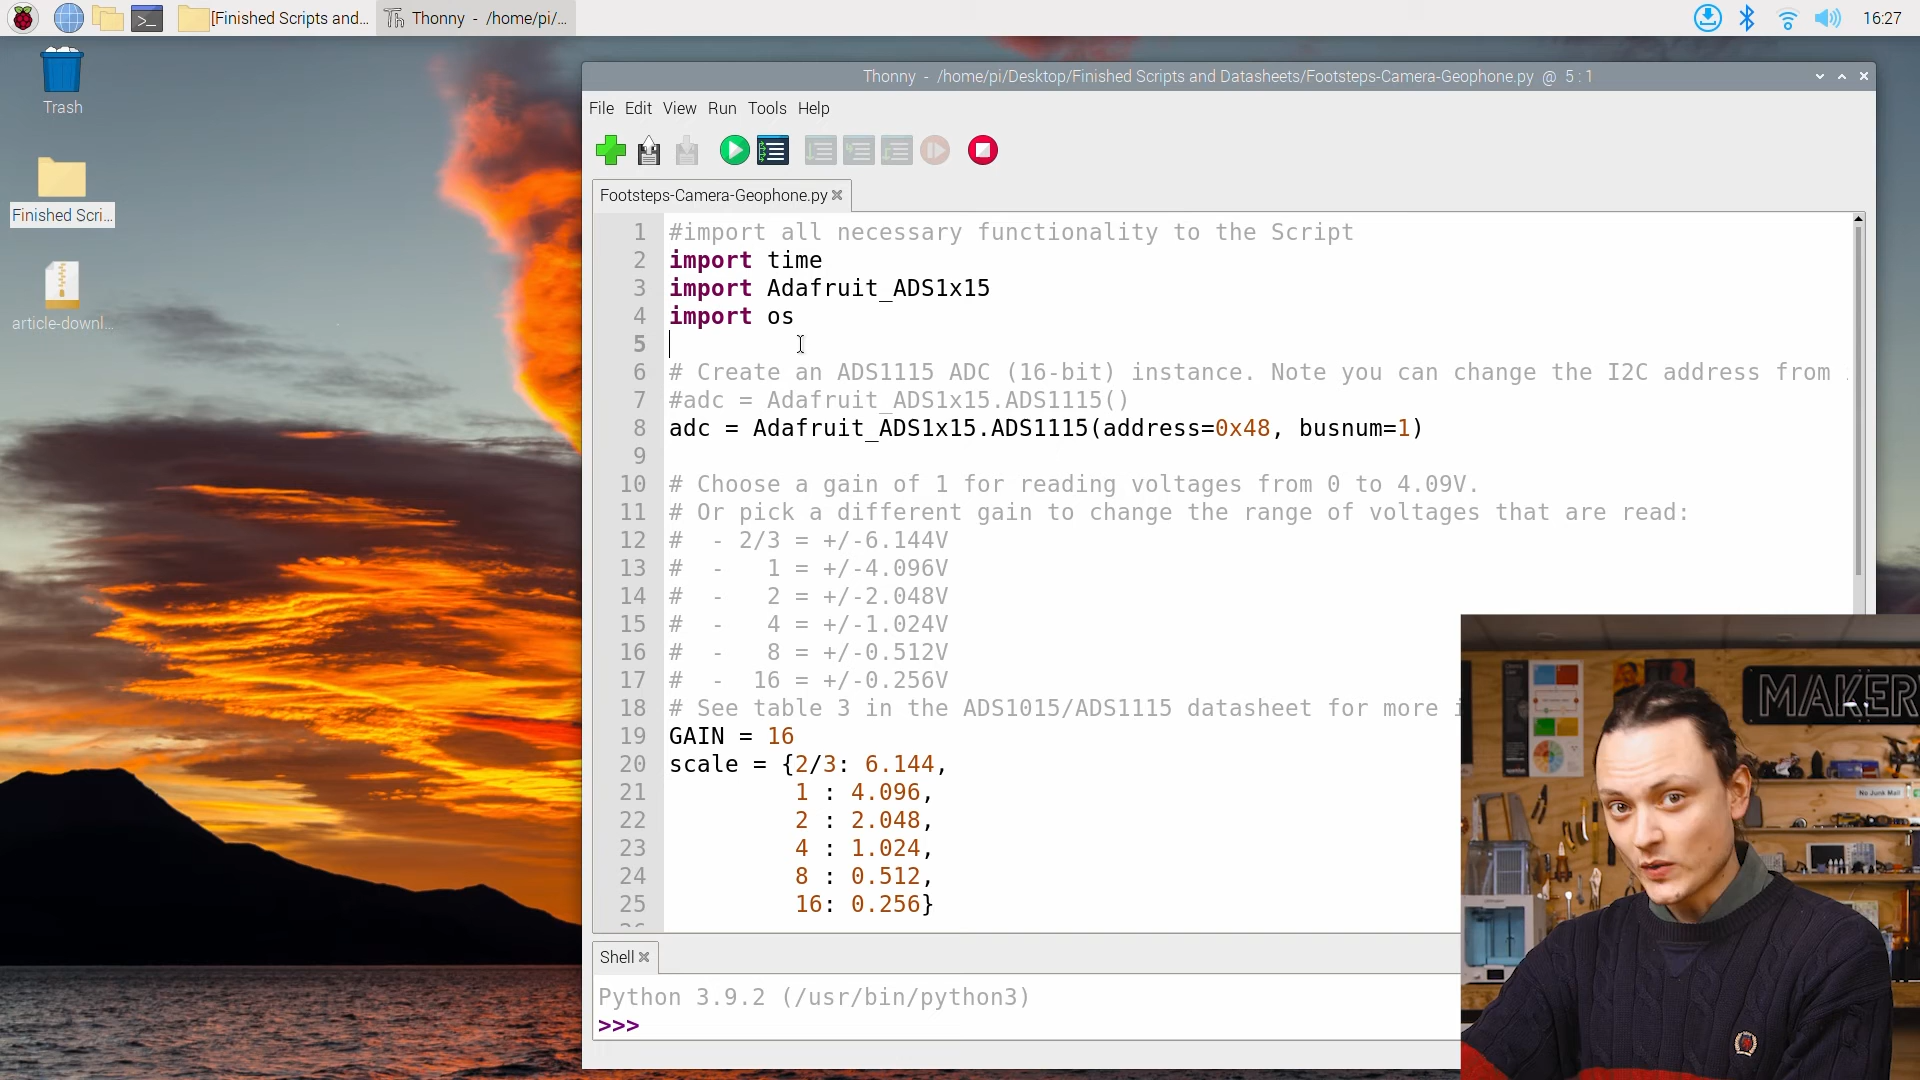 [Finished Scripts and...
Thonny - /home/pi/...
16:27
Trash
Finished Scri...
article-downl...
Thonny - /home/pi/Desktop/Finished Scripts and Datasheets/Footsteps-Camera-Geophone.py @ 5 : 1
File Edit View Run Tools Help
Footsteps-Camera-Geophone.py
1 #import all necessary functionality to the Script
2 import time
3 import Adafruit_ADS1x15
4 import os
5
6 # Create an ADS1115 ADC (16-bit) instance. Note you can change the I2C address from
7 #adc = Adafruit_ADS1x15.ADS1115()
8 adc = Adafruit_ADS1x15.ADS1115(address=0x48, busnum=1)
9
10 # Choose a gain of 1 for reading voltages from 0 to 4.09V.
11 # Or pick a different gain to change the range of voltages that are read:
12 # - 2/3 = +/-6.144V
13 # - 1 = +/-4.096V
14 # - 2 = +/-2.048V
15 # - 4 = +/-1.024V
16 # - 8 = +/-0.512V
17 # - 16 = +/-0.256V
18 # See table 3 in the ADS1015/ADS1115 datasheet for more
19 GAIN = 16
20 scale = {2/3: 6.144,
21 1 : 4.096,
22 2 : 2.048,
23 4 : 1.024,
24 8 : 0.512,
25 16: 0.256}
Shell
Python 3.9.2 (/usr/bin/python3)
>>>
MAKER
No Junk Mail